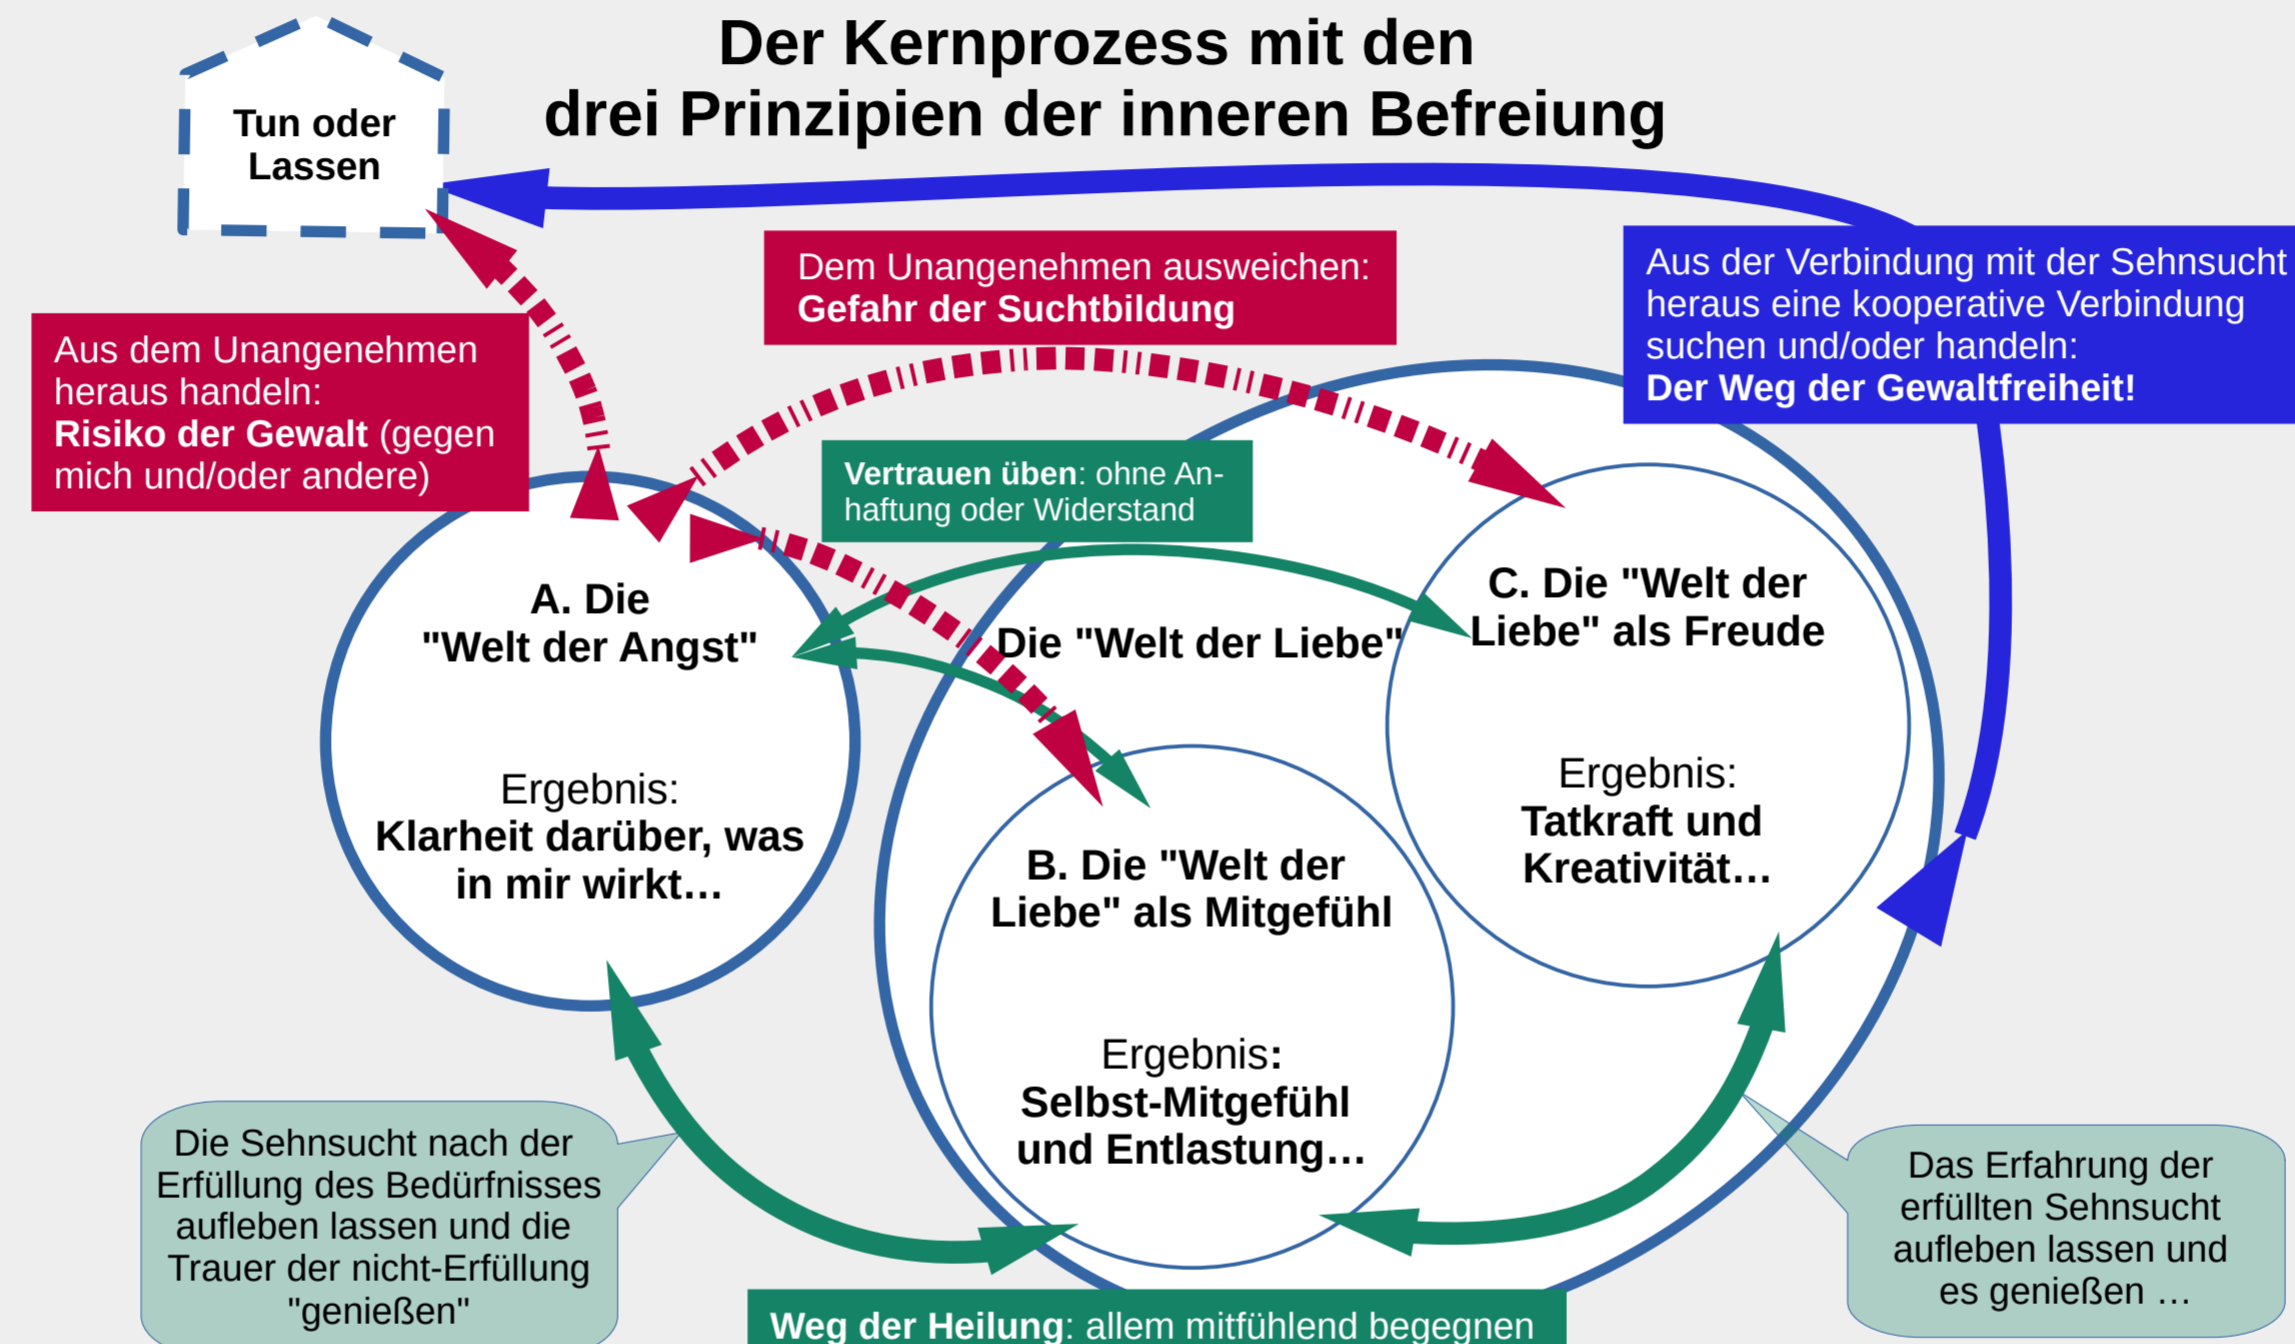 Der Kernprozess mit den
drei Prinzipien der inneren Befreiung
Tun oder
Lassen
Dem Unangenehmen ausweichen:
Gefahr der Suchtbildung
Aus der Verbindung mit der Sehnsucht
heraus eine kooperative Verbindung
suchen und/oder handeln:
Der Weg der Gewaltfreiheit!
Aus dem Unangenehmen
heraus handeln:
Risiko der Gewalt (gegen
mich und/oder andere)
Vertrauen üben: ohne An-
haftung oder Widerstand
A. Die
"Welt der Angst"
Ergebnis:
Klarheit darüber, was
in mir wirkt…
Die "Welt der Liebe"
C. Die "Welt der
Liebe" als Freude
Ergebnis:
Tatkraft und
Kreativität…
B. Die "Welt der
Liebe" als Mitgefühl
Ergebnis:
Selbst-Mitgefühl
und Entlastung…
Die Sehnsucht nach der
Erfüllung des Bedürfnisses
aufleben lassen und die
Trauer der nicht-Erfüllung
"genießen"
Das Erfahrung der
erfüllten Sehnsucht
aufleben lassen und
es genießen …
Weg der Heilung: allem mitfühlend begegnen